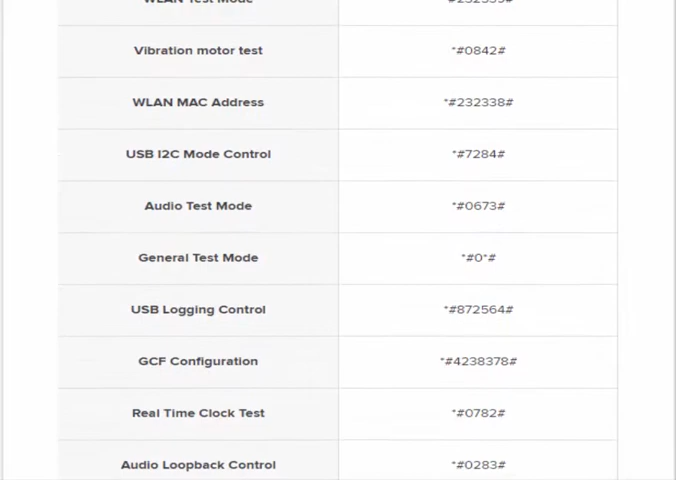 WLAN Test Mode *#232339#
Vibration motor test *#0842#
WLAN MAC Address *#232338#
USB I2C Mode Control *#7284#
Audio Test Mode *#0673#
General Test Mode *#0*#
USB Logging Control *#872564#
GCF Configuration *#4238378#
Real Time Clock Test *#0782#
Audio Loopback Control *#0283#